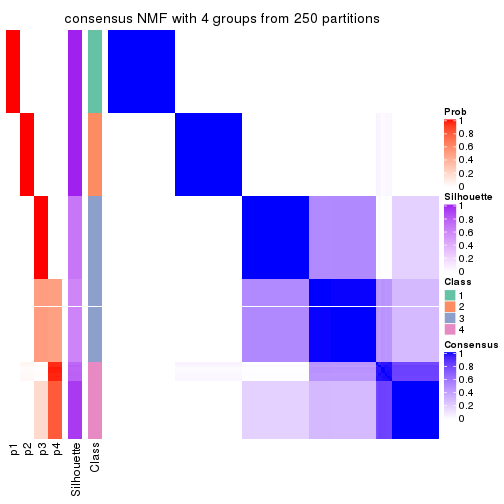 consensus NMF with 4 groups from 250 partitions
Prob
1
0.8
0.6
0.4
0.2
0
Silhouette
1
0.8
0.6
0.4
0.2
0
Class
1
2
3
4
Consensus
1
0.8
0.6
0.4
0.2
0
p1
p2
p3
p4
Silhouette
Class